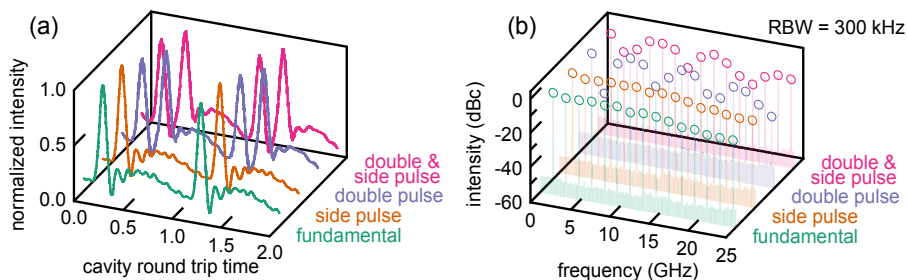 (a)
normalized intensity
1.0
0.5
0.0
0.0
0.5
1.0
1.5
2.0
cavity round trip time
double &
side pulse
double pulse
side pulse
fundamental
(b)
RBW = 300 kHz
intensity (dBc)
0
-20
-40
-60
0
5
10
15
20
25
frequency (GHz)
double &
side pulse
double pulse
side pulse
fundamental